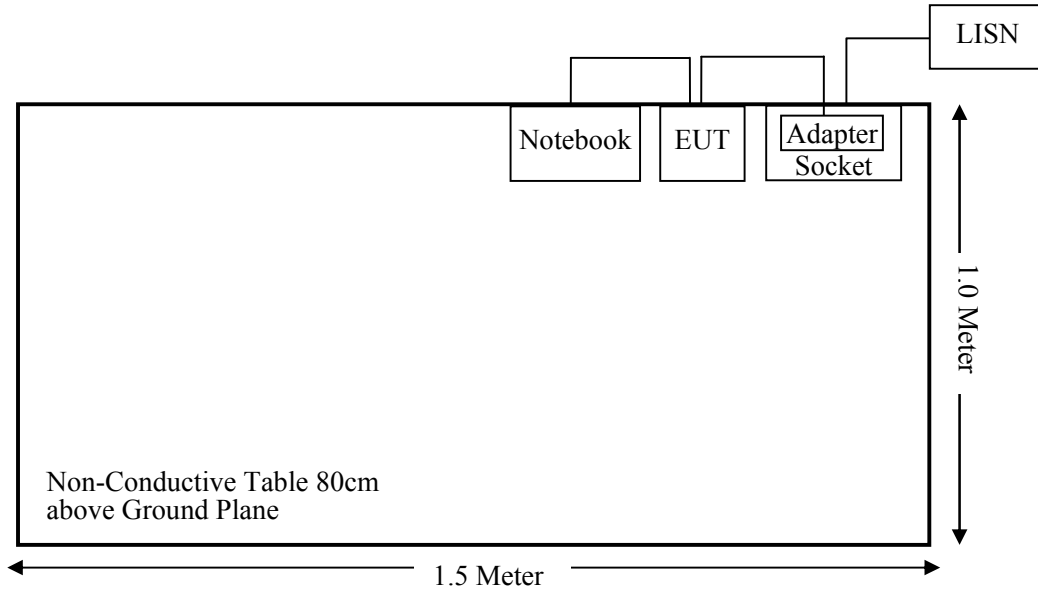 LISN
Notebook
EUT
Adapter
Socket
1.0 Meter
Non-Conductive Table 80cm
above Ground Plane
1.5 Meter